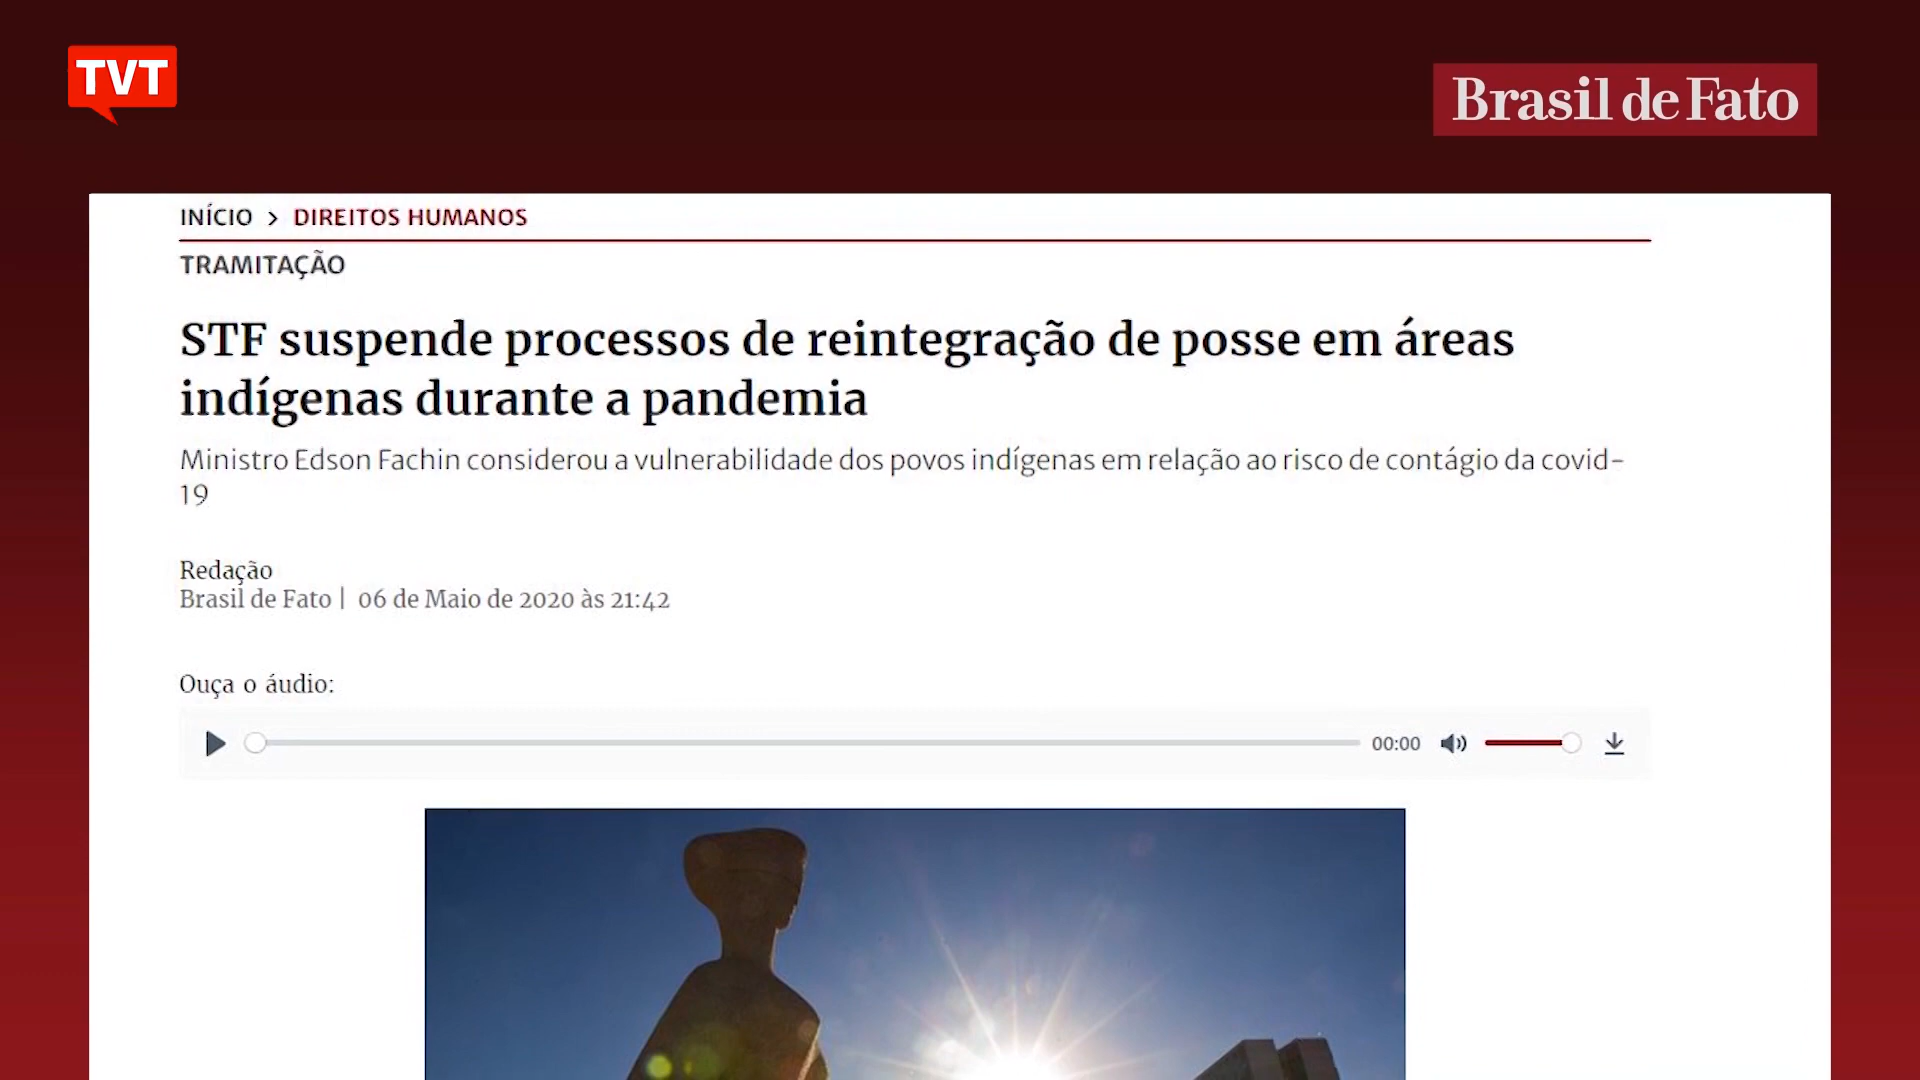 TVT
Brasil de Fato
INÍCIO > DIREITOS HUMANOS
TRAMITAÇÃO
STF suspende processos de reintegração de posse em áreas
indígenas durante a pandemia
Ministro Edson Fachin considerou a vulnerabilidade dos povos indígenas em relação ao risco de contágio da covid-
19
Redação
Brasil de Fato | 06 de Maio de 2020 às 21:42
Ouça o áudio:
00:00